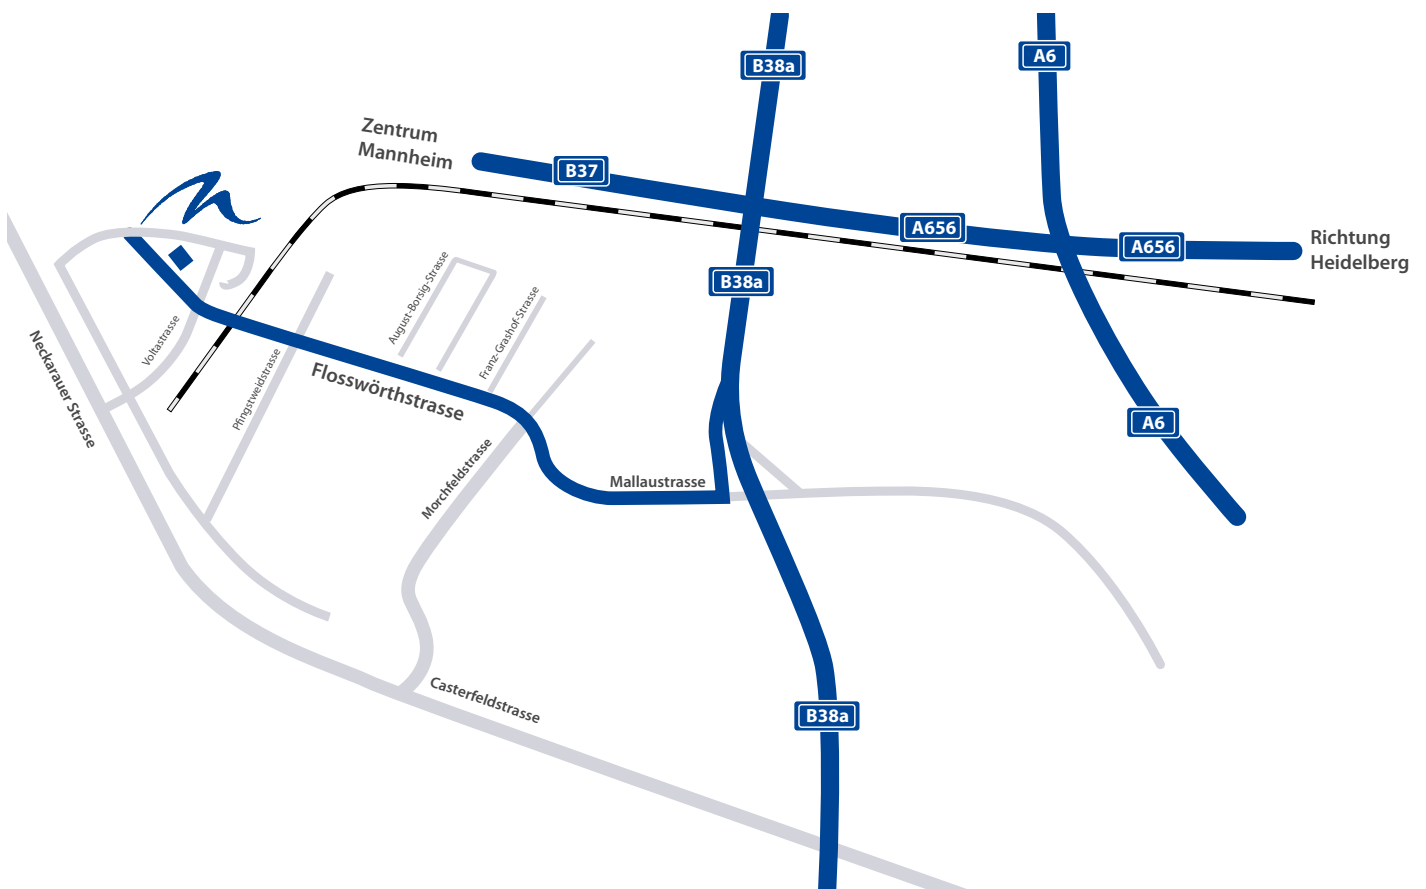 A6
B38a
Zentrum
Mannheim
B37
A656
A656
Richtung
Heidelberg
B38a
August-Borsig-Strasse
Franz-Grashof-Strasse
Voltastrasse
Pfingstweidstrasse
Neckarauer Strasse
Flosswörthstrasse
A6
Morchfeldstrasse
Mallaustrasse
Casterfeldstrasse
B38a